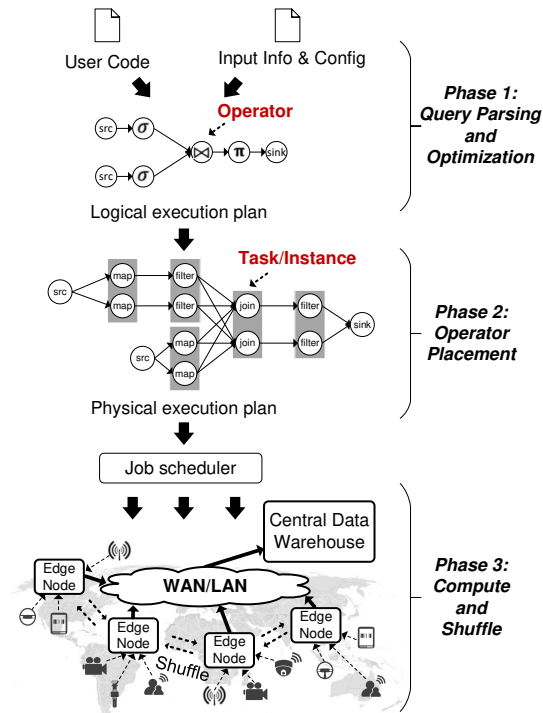 User Code
Input Info & Config
Operator
src
σ
src
σ
⋈
π
sink
Logical execution plan
Phase 1:
Query Parsing
and
Optimization
Task/Instance
src
map
map
filter
filter
join
join
filter
filter
sink
src
map
map
Physical execution plan
Phase 2:
Operator
Placement
Job scheduler
Central Data
Warehouse
Edge
Node
WAN/LAN
Edge
Node
Shuffle
Edge
Node
Edge
Node
Phase 3:
Compute
and
Shuffle